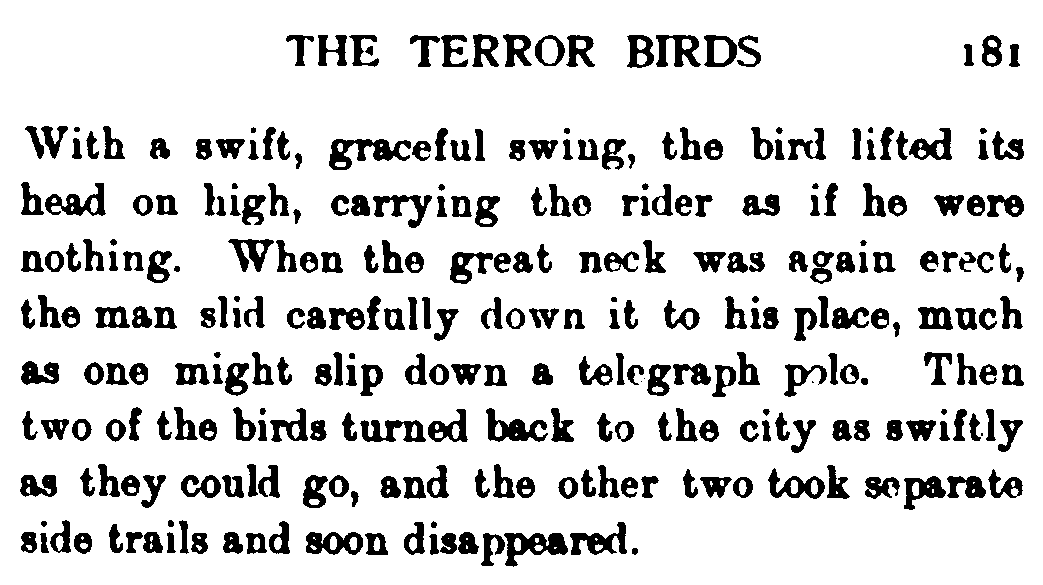 THE TERROR BIRDS 181
With a swift, graceful swing, the bird lifted its
head on high, carrying the rider as if he were
nothing. When the great neck was again erect,
the man slid carefully down it to his place, much
as one might slip down a telegraph pole. Then
two of the birds turned back to the city as swiftly
as they could go, and the other two took separate
side trails and soon disappeared.